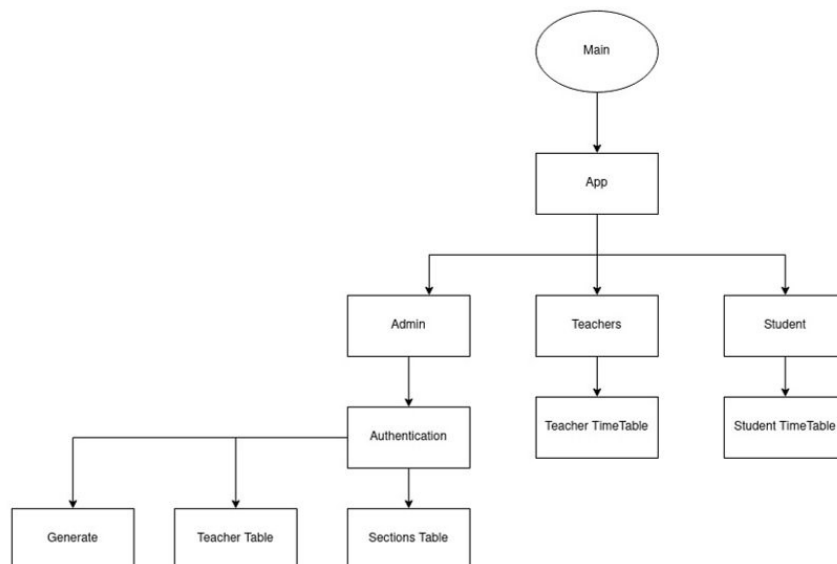 Main
App
Admin
Teachers
Student
Authentication
Teacher TimeTable
Student TimeTable
Generate
Teacher Table
Sections Table